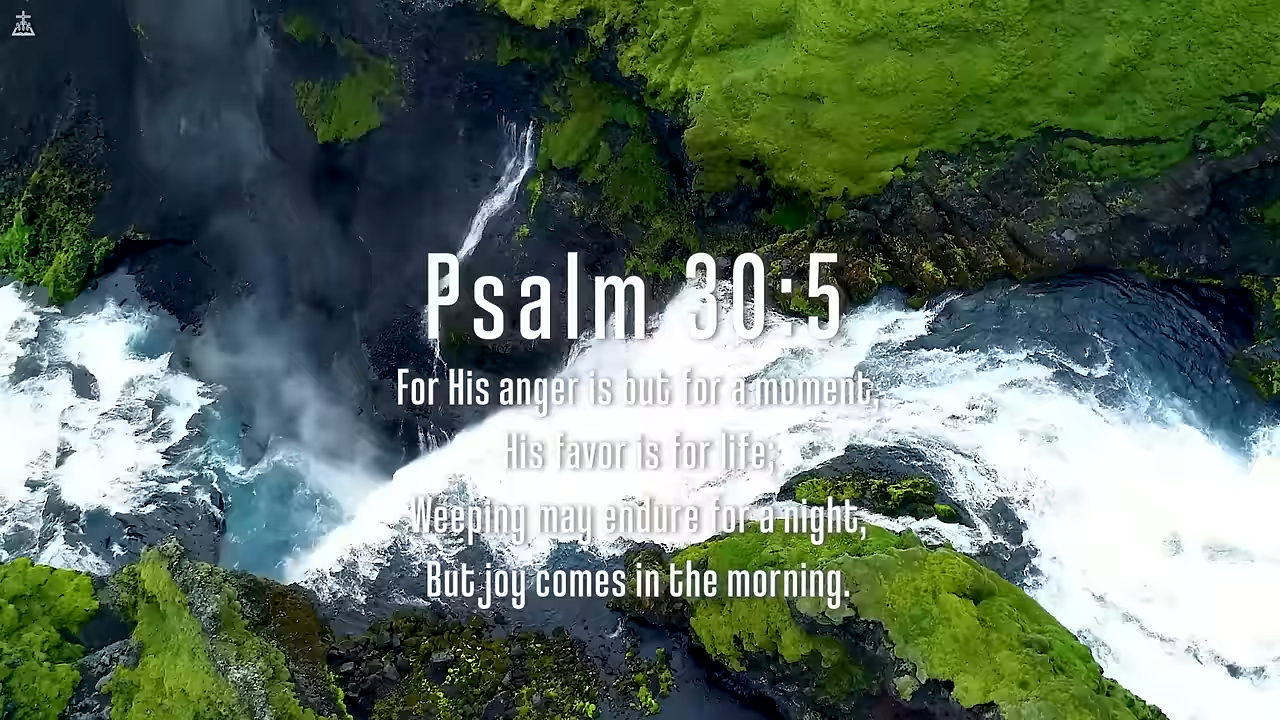 Psalm 30:5
For His anger is but for a moment,
His favor is for life;
Weeping may endure for a night,
But joy comes in the morning.